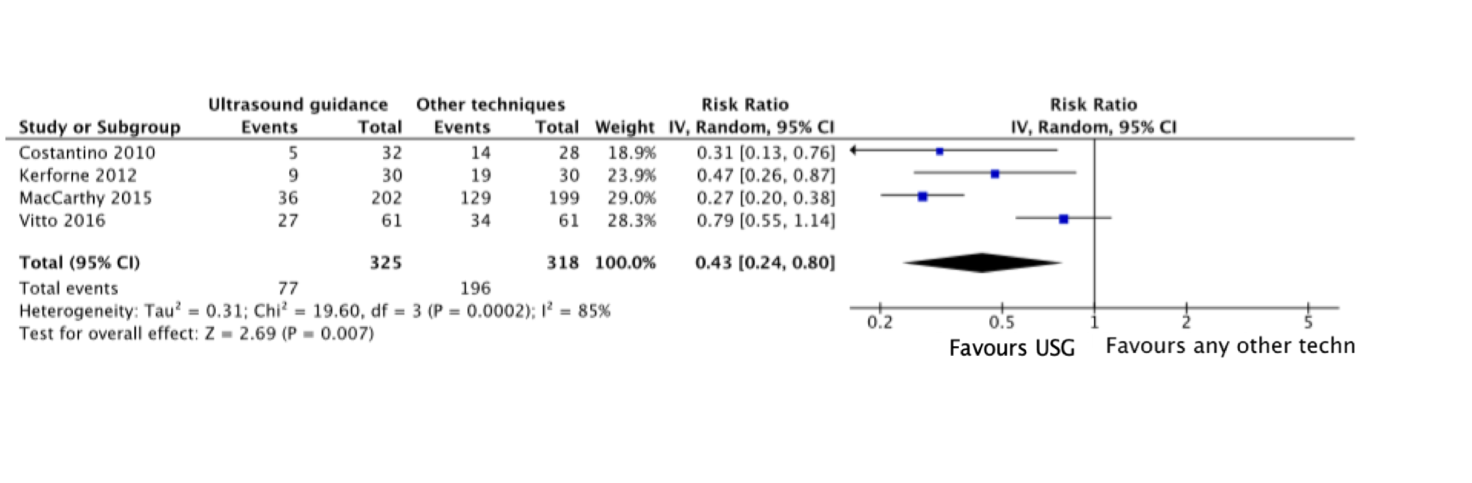 Ultrasound guidance Other techniques Risk Ratio Risk Ratio
Study or Subgroup Events Total Events Total Weight IV, Random, 95% CI IV, Random, 95% CI
Costantino 2010 5 32 14 28 18.9% 0.31 [0.13, 0.76]
Kerforne 2012 9 30 19 30 23.9% 0.47 [0.26, 0.87]
MacCarthy 2015 36 202 129 199 29.0% 0.27 [0.20, 0.38]
Vitto 2016 27 61 34 61 28.3% 0.79 [0.55, 1.14]
Total (95% CI) 325 318 100.0% 0.43 [0.24, 0.80]
Total events 77 196
Heterogeneity: Tau² = 0.31; Chi² = 19.60, df = 3 (P = 0.0002); I² = 85%
Test for overall effect: Z = 2.69 (P = 0.007)
0.2 0.5 1 2 5
Favours USG Favours any other techn